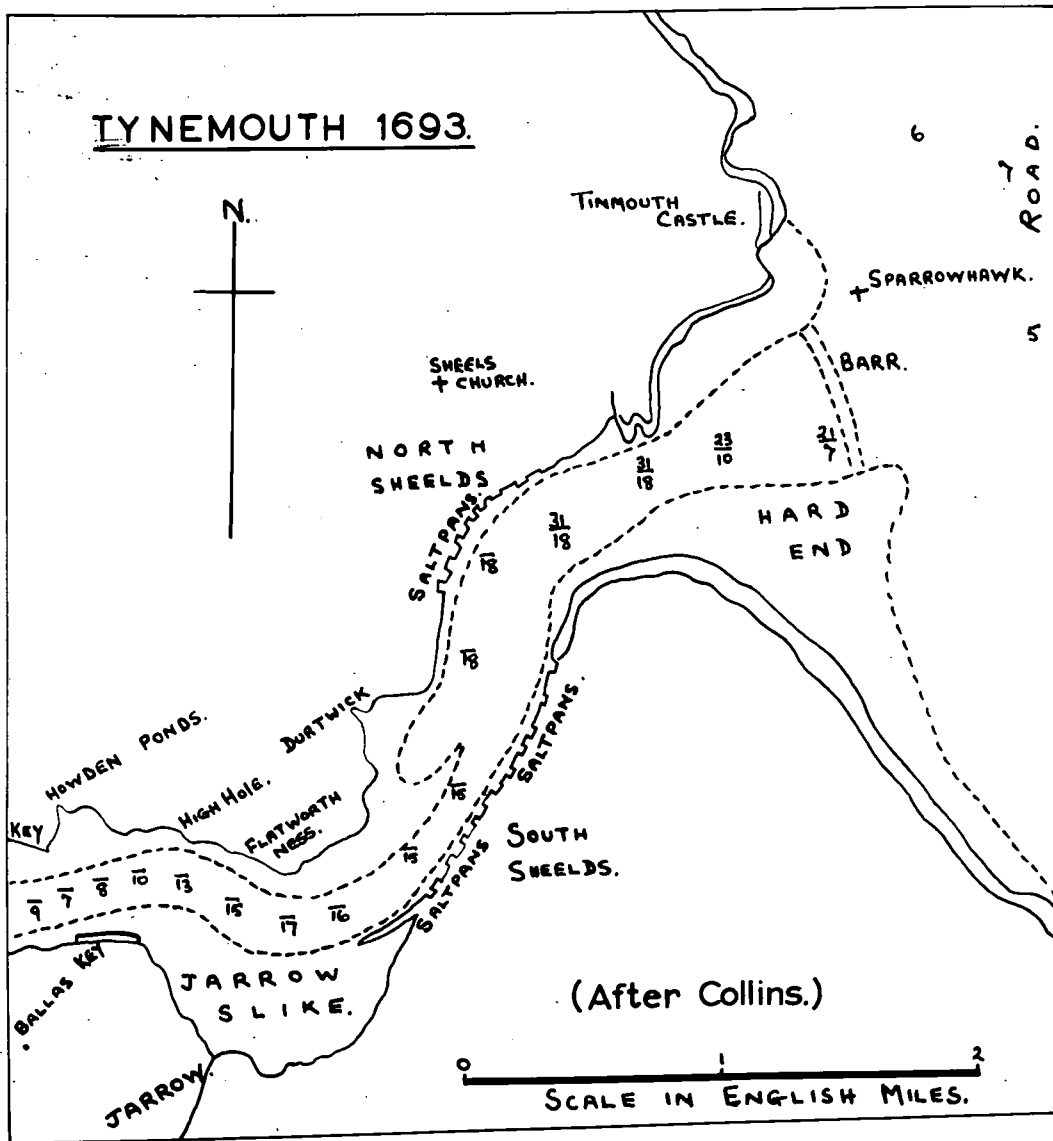 TYNEMOUTH 1693.
N.
6
7
ROAD.
TINMOUTH
CASTLE.
SPARROWHAWK.
5
BARR.
SHEELS
CHURCH.
NORTH
SHEELDS
SALTPANS.
31
18
23
10
21
7
31
18
18
18
HARD
END
DURTWICK
HOWDEN PONDS.
HIGH HOLE.
FLATWORTH
NESS.
KEY
SALTPANS.
SOUTH
SHEELDS.
SALTPANS
15
9
7
8
10
13
15
17
16
BALLAS KEY
JARROW
SLIKE.
JARROW.
(After Collins.)
0 1 2
SCALE IN ENGLISH MILES.